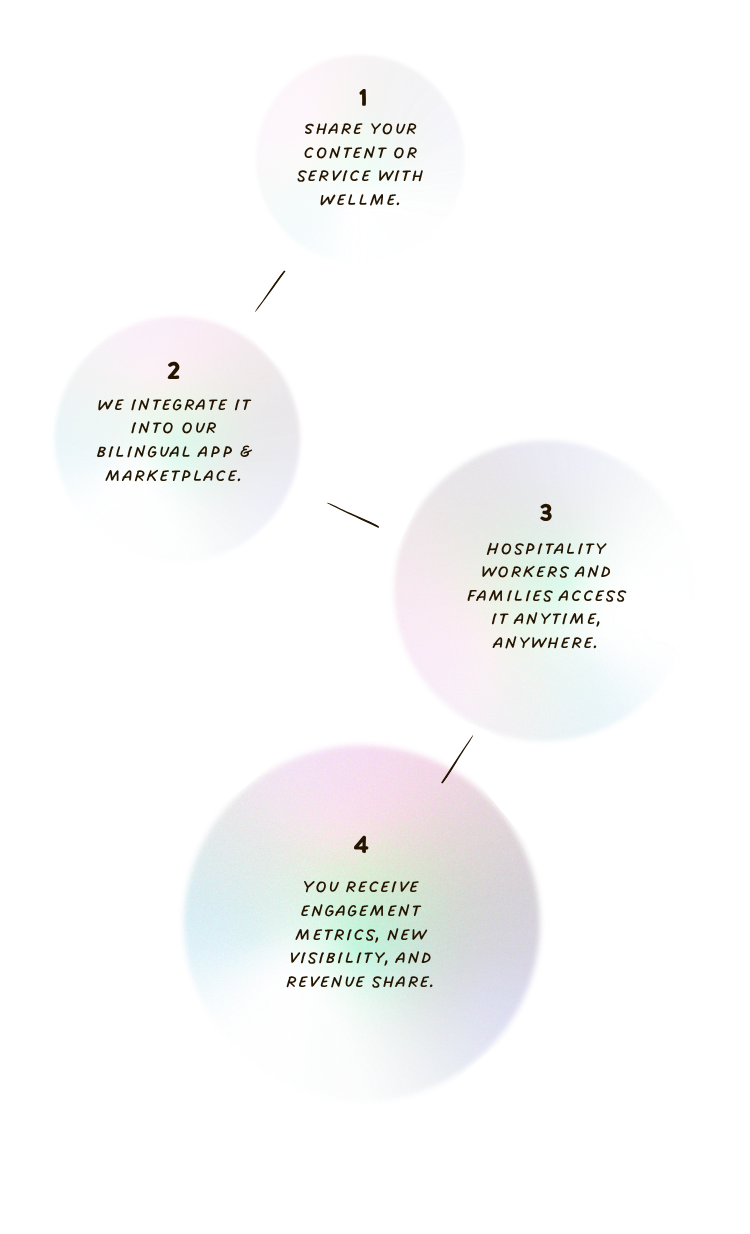 1
SHARE YOUR
CONTENT OR
SERVICE WITH
WELLME.
2
WE INTEGRATE IT
INTO OUR
BILINGUAL APP &
MARKETPLACE.
3
HOSPITALITY
WORKERS AND
FAMILIES ACCESS
IT ANYTIME,
ANYWHERE.
4
YOU RECEIVE
ENGAGEMENT
METRICS, NEW
VISIBILITY, AND
REVENUE SHARE.